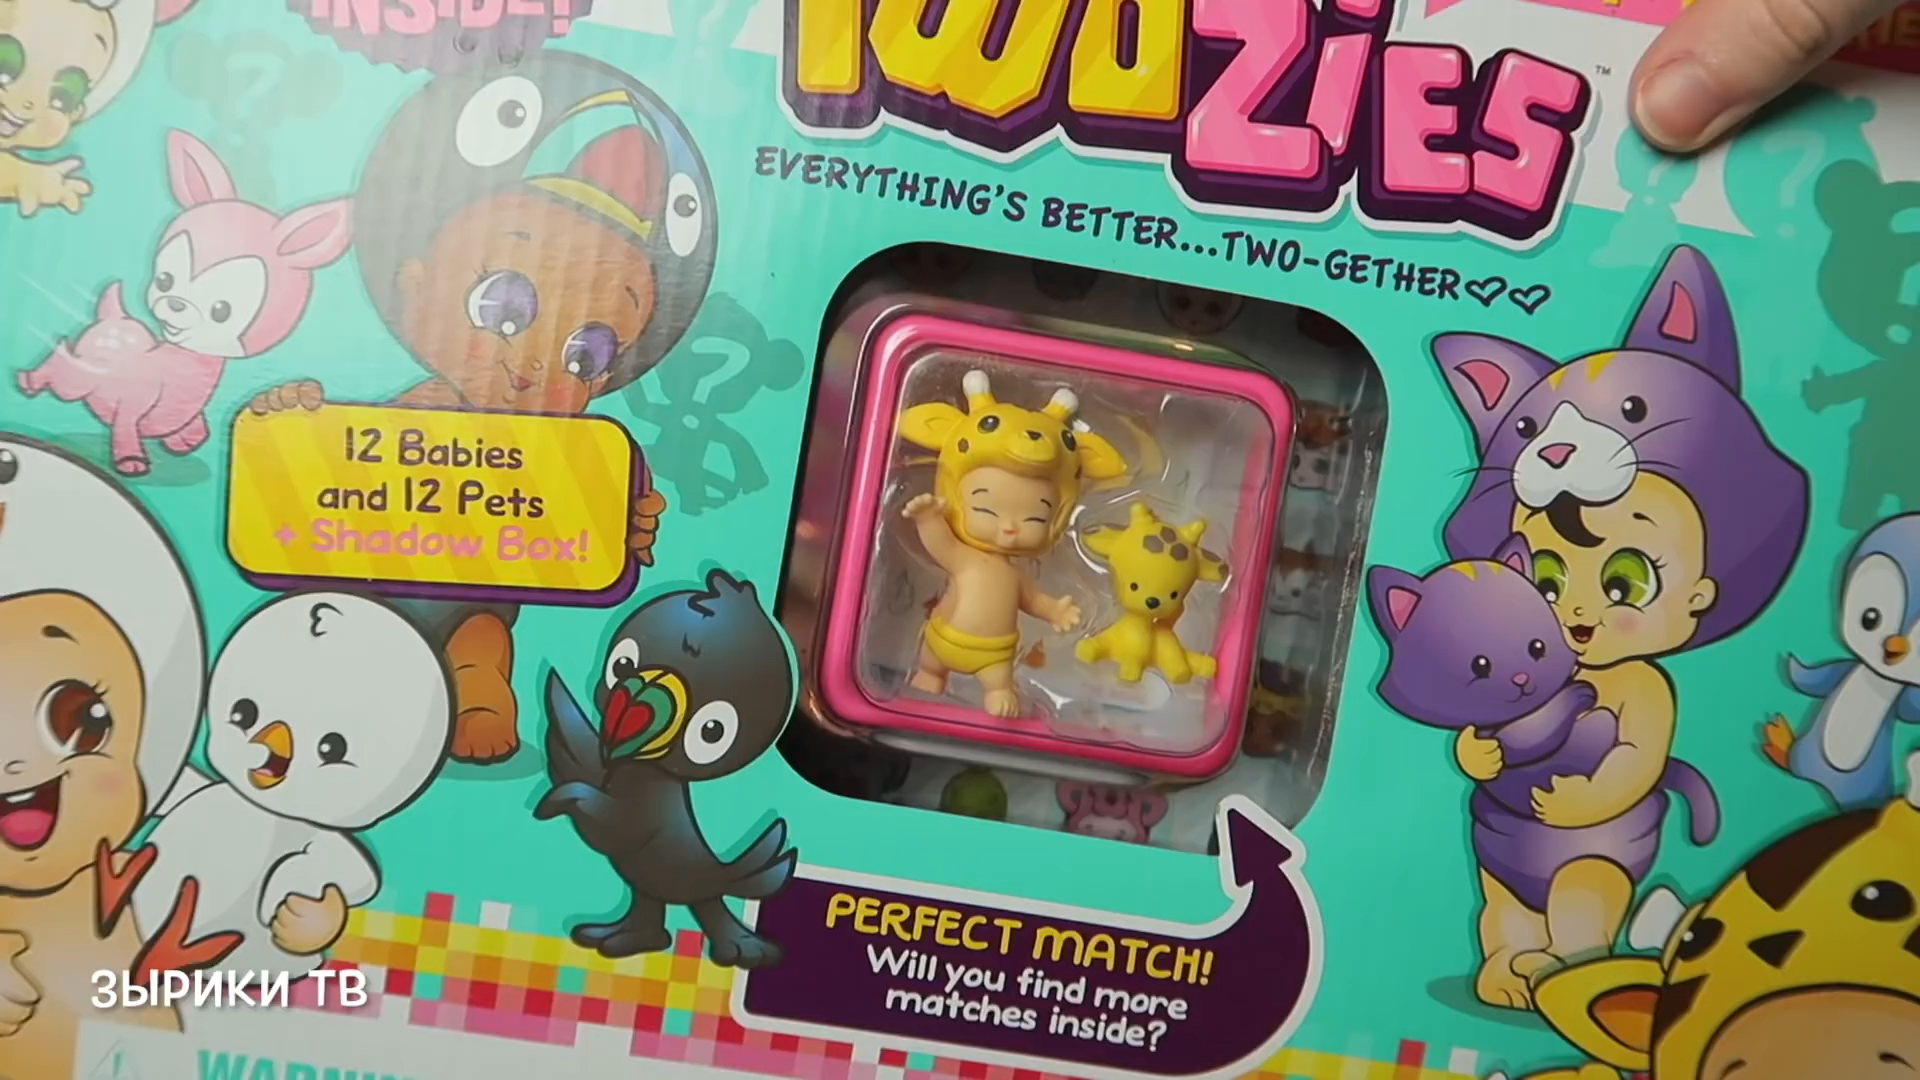 INSIDE!
TWOZIES
™
EVERYTHING'S BETTER...TWO-GETHER
12 Babies
and 12 Pets
+ Shadow Box!
PERFECT MATCH!
Will you find more
matches inside?
ЗЫРИКИ ТВ